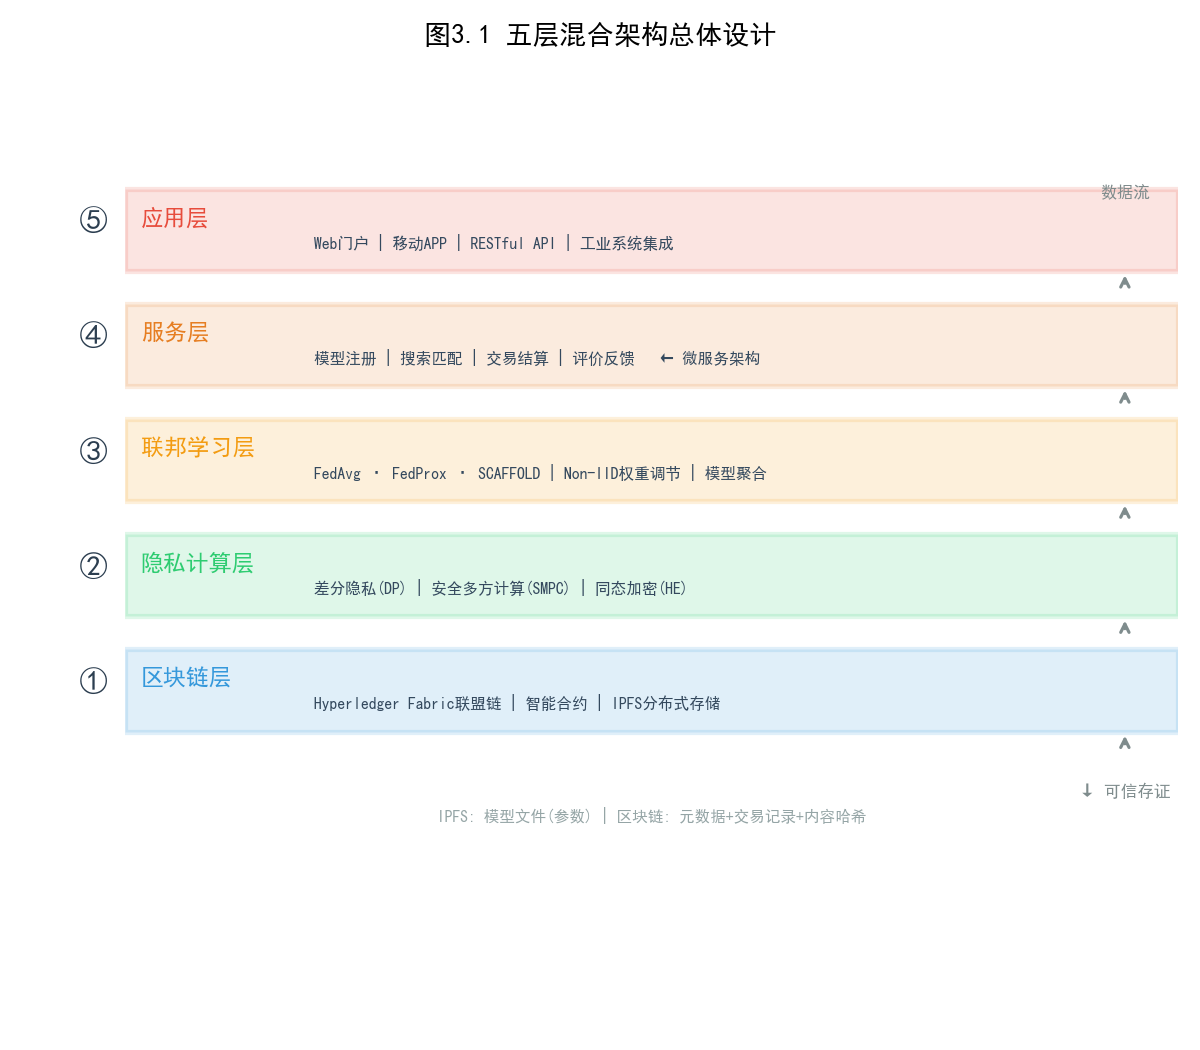 图3.1 五层混合架构总体设计
数据流
⑤ 应用层
Web门户 | 移动APP | RESTful API | 工业系统集成
④ 服务层
模型注册 | 搜索匹配 | 交易结算 | 评价反馈 ← 微服务架构
③ 联邦学习层
FedAvg · FedProx · SCAFFOLD | Non-IID权重调节 | 模型聚合
② 隐私计算层
差分隐私(DP) | 安全多方计算(SMPC) | 同态加密(HE)
① 区块链层
Hyperledger Fabric联盟链 | 智能合约 | IPFS分布式存储
↓ 可信存证
IPFS: 模型文件(参数) | 区块链: 元数据+交易记录+内容哈希